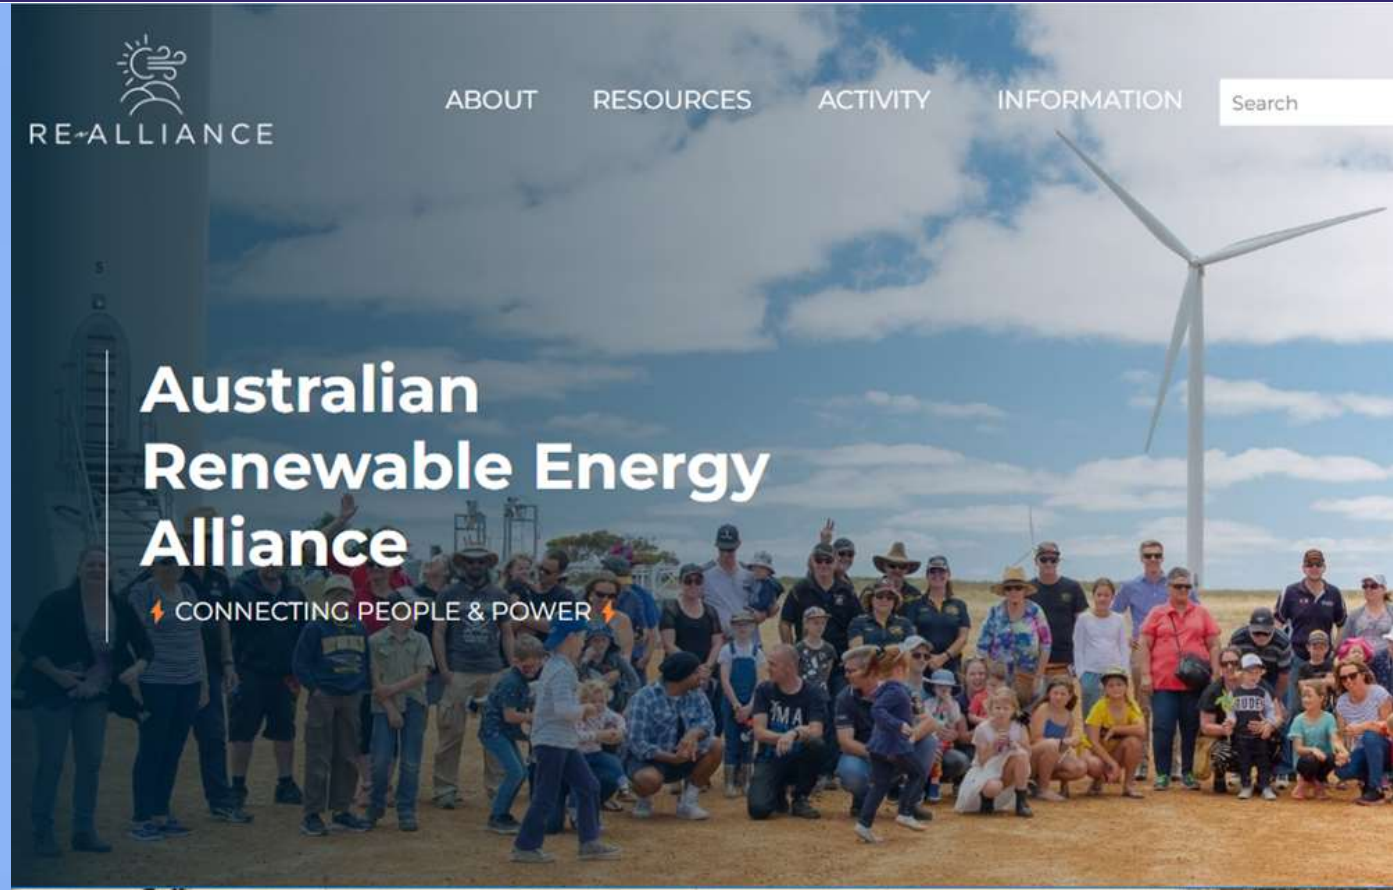 RE-ALLIANCE
ABOUT RESOURCES ACTIVITY INFORMATION Search
Australian
Renewable Energy
Alliance
CONNECTING PEOPLE & POWER
S